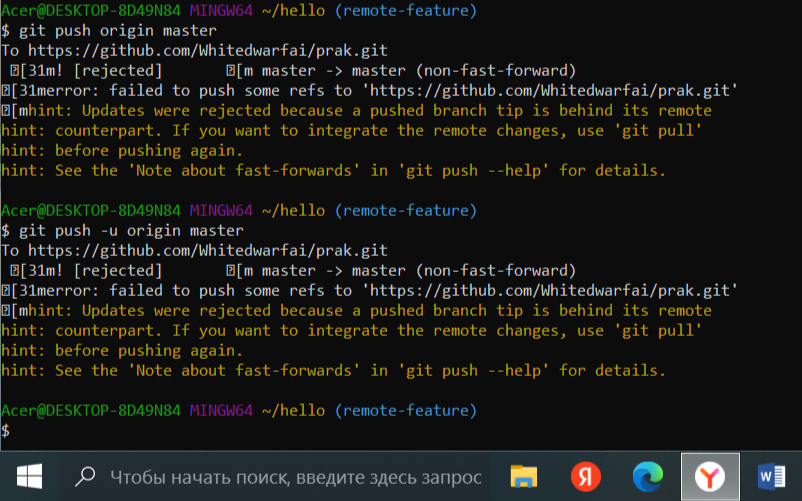 Acer@DESKTOP-8D49N84 MINGW64 ~/hello (remote-feature)
$ git push origin master
To https://github.com/Whitedwarfai/prak.git
[31m! [rejected]        [m master -> master (non-fast-forward)
[31merror: failed to push some refs to 'https://github.com/Whitedwarfai/prak.git'
[mhint: Updates were rejected because a pushed branch tip is behind its remote
hint: counterpart. If you want to integrate the remote changes, use 'git pull'
hint: before pushing again.
hint: See the 'Note about fast-forwards' in 'git push --help' for details.
Acer@DESKTOP-8D49N84 MINGW64 ~/hello (remote-feature)
$ git push -u origin master
To https://github.com/Whitedwarfai/prak.git
[31m! [rejected]        [m master -> master (non-fast-forward)
[31merror: failed to push some refs to 'https://github.com/Whitedwarfai/prak.git'
[mhint: Updates were rejected because a pushed branch tip is behind its remote
hint: counterpart. If you want to integrate the remote changes, use 'git pull'
hint: before pushing again.
hint: See the 'Note about fast-forwards' in 'git push --help' for details.
Acer@DESKTOP-8D49N84 MINGW64 ~/hello (remote-feature)
$
Чтобы начать поиск, введите здесь запрос
Я
Y
W